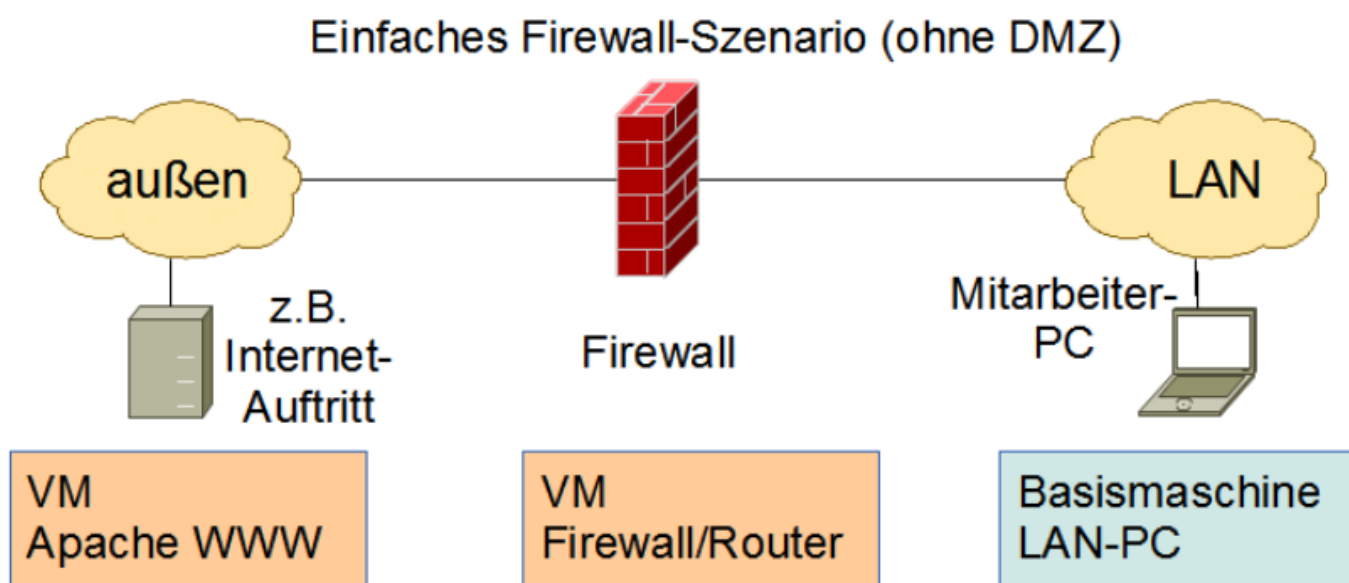 Einfaches Firewall-Szenario (ohne DMZ)
außen
LAN
z.B.
Internet-
Auftritt
Firewall
Mitarbeiter-
PC
VM
Apache WWW
VM
Firewall/Router
Basismaschine
LAN-PC